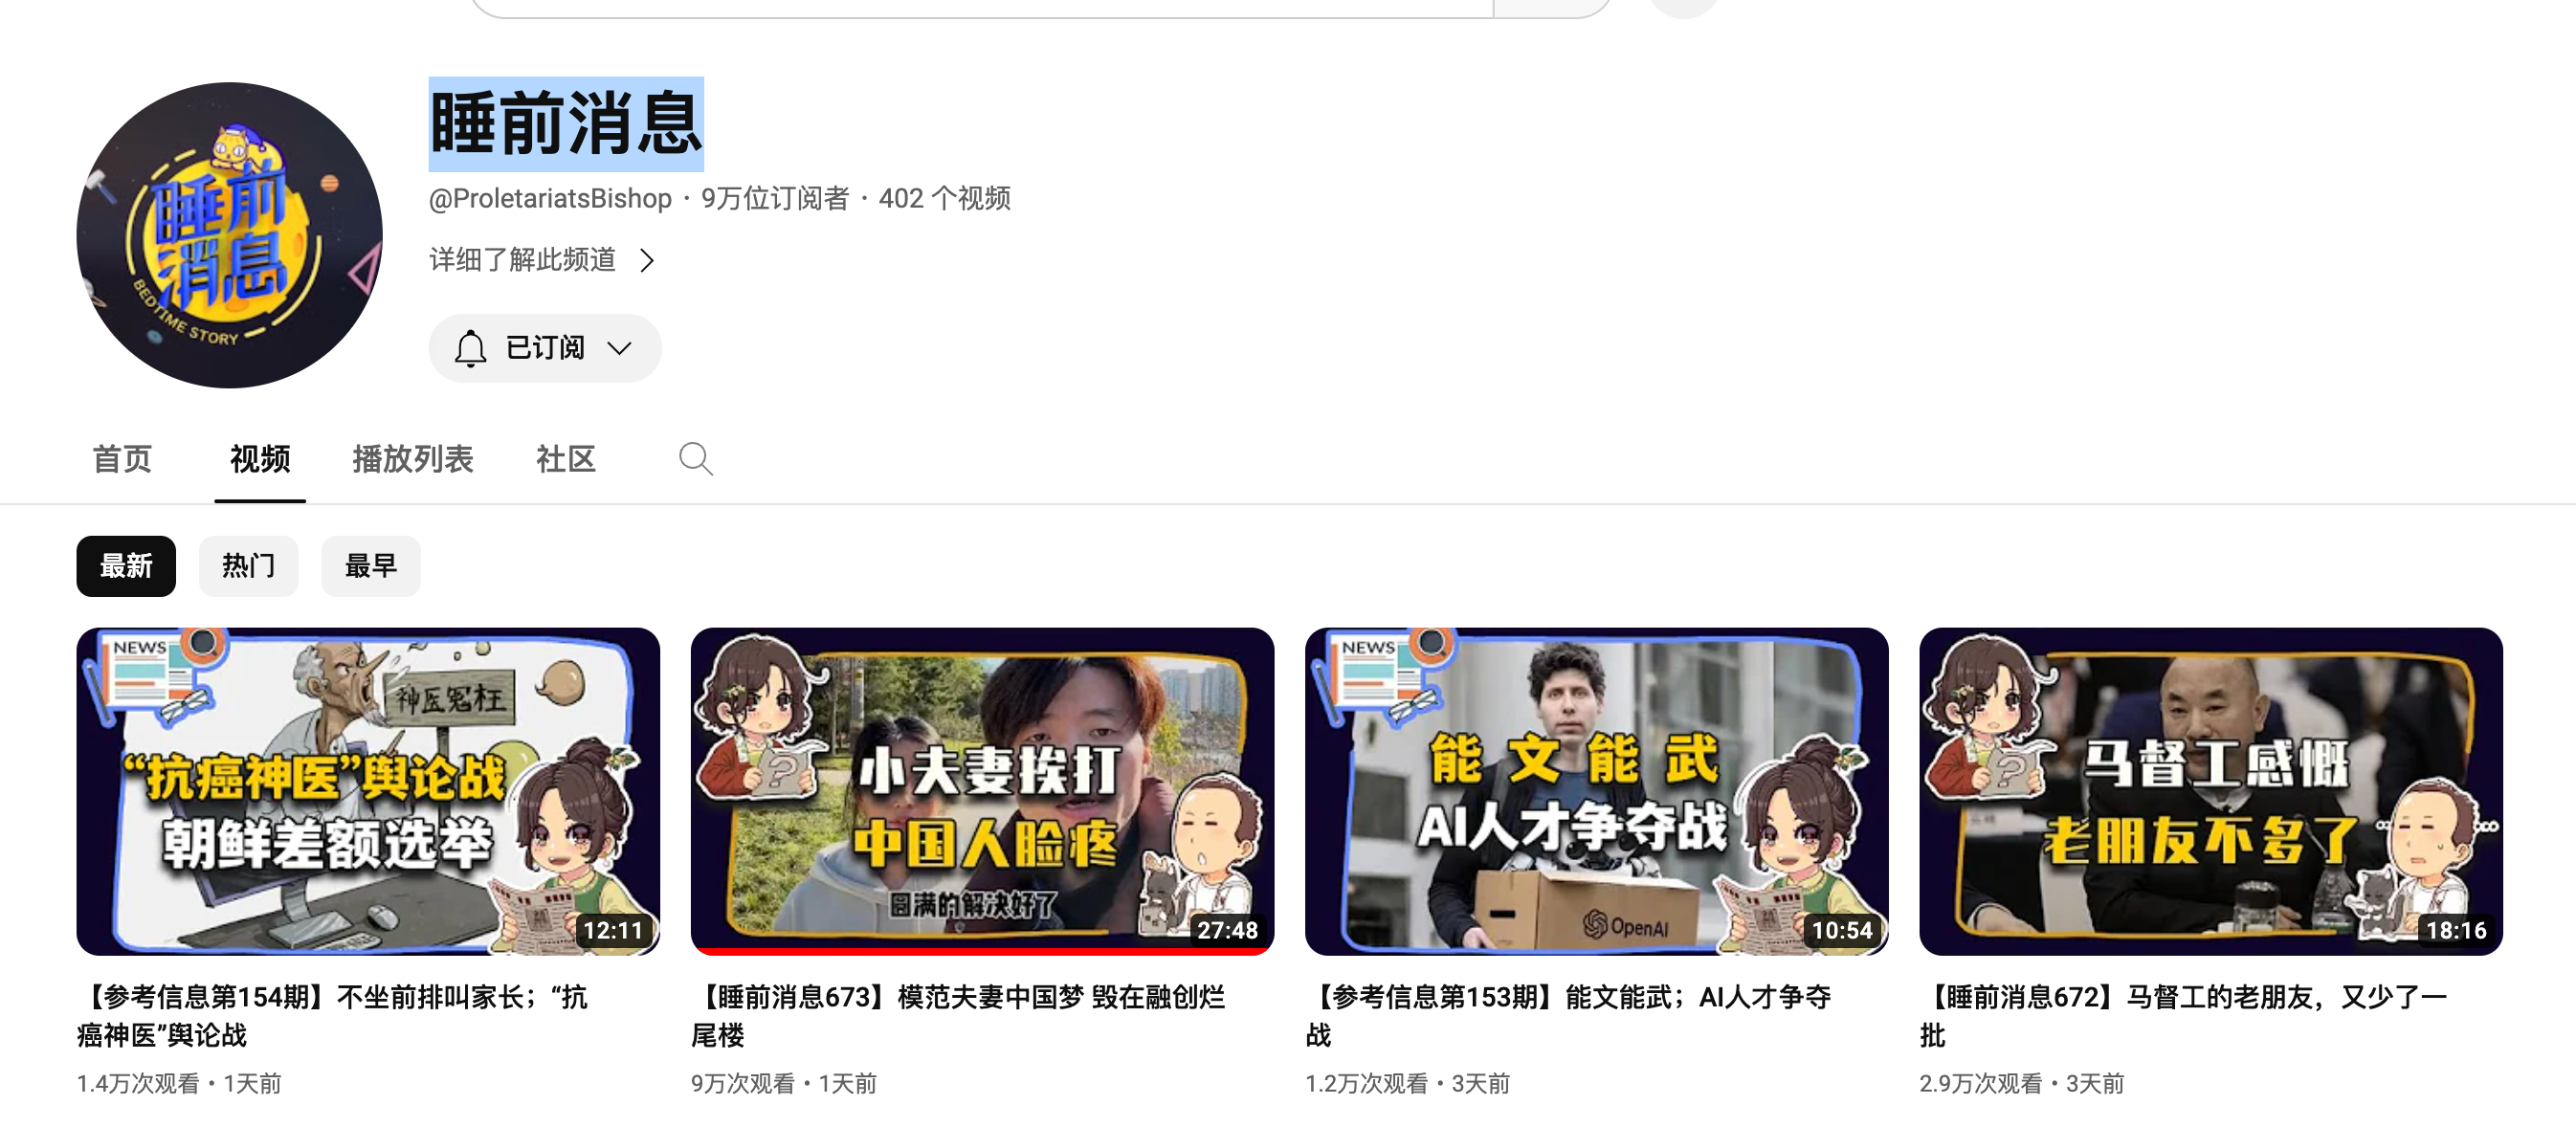 睡前消息
@ProletariatsBishop · 9万位订阅者 · 402 个视频
详细了解此频道
睡前
消息
BEDTIME STORY
已订阅
首页 视频 播放列表 社区
最新 热门 最早
NEWS
神医冤枉
“抗癌神医”舆论战
朝鲜差额选举
12:11
?
小夫妻挨打
中国人脸疼
圆满的解决好了
27:48
NEWS
能文能武
AI人才争夺战
OpenAI
10:54
?
马督工感慨
老朋友不多了
18:16
【参考信息第154期】不坐前排叫家长；“抗
癌神医”舆论战
1.4万次观看 • 1天前
【睡前消息673】模范夫妻中国梦 毁在融创烂
尾楼
9万次观看 • 1天前
【参考信息第153期】能文能武；AI人才争夺
战
1.2万次观看 • 3天前
【睡前消息672】马督工的老朋友，又少了一
批
2.9万次观看 • 3天前